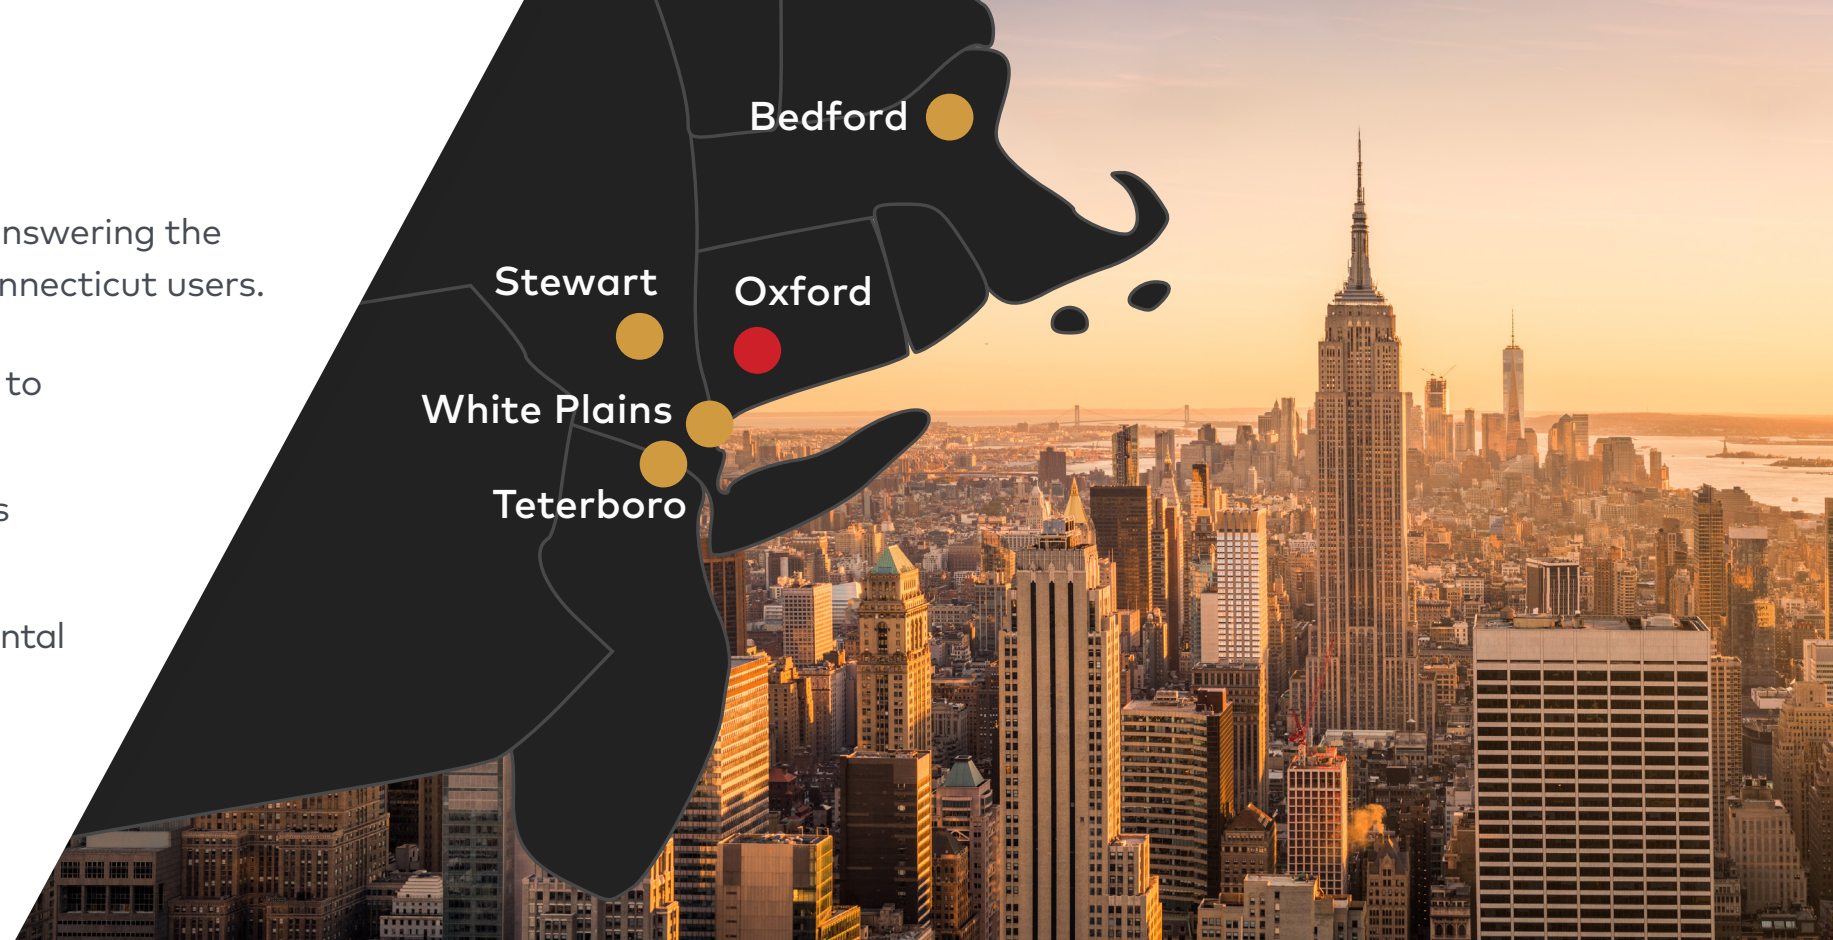 nswering the
nnecticut users.
to
s
ntal
Bedford
Stewart
Oxford
White Plains
Teterboro